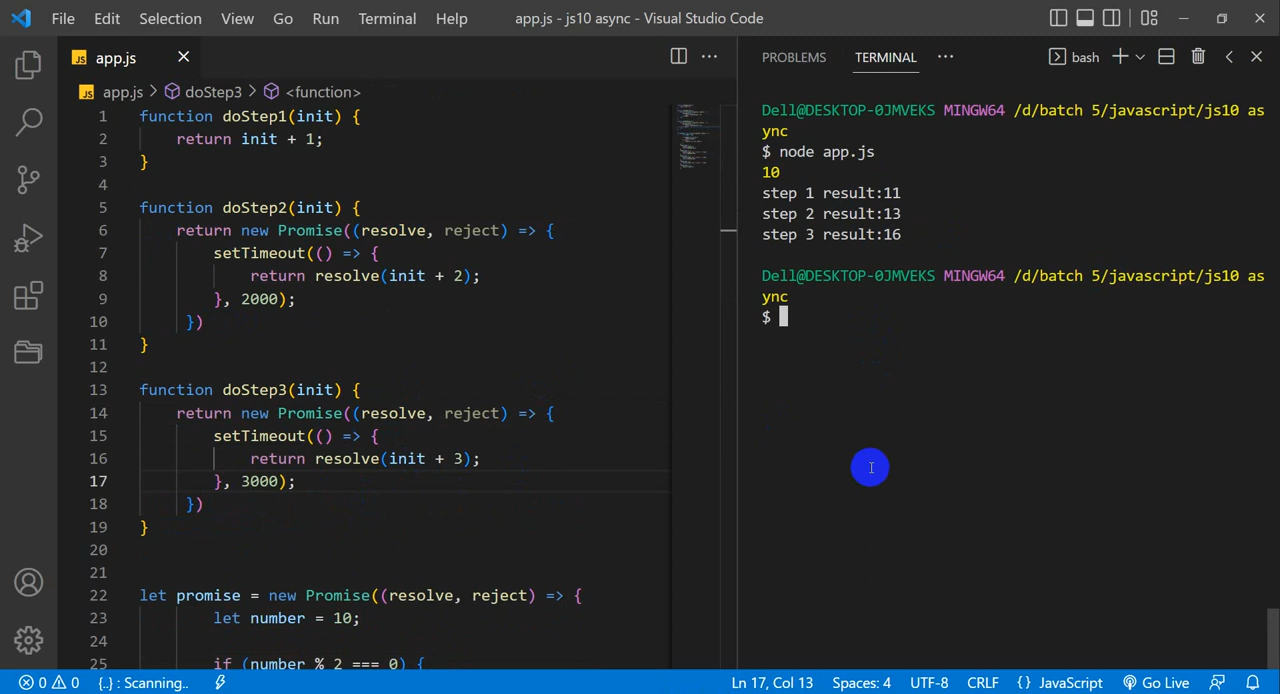 File Edit Selection View Go Run Terminal Help app.js - js10 async - Visual Studio Code
JS app.js
JS app.js > doStep3 > <function>
1 function doStep1(init) {
2 return init + 1;
3 }
4
5 function doStep2(init) {
6 return new Promise((resolve, reject) => {
7 setTimeout(() => {
8 return resolve(init + 2);
9 }, 2000);
10 })
11 }
12
13 function doStep3(init) {
14 return new Promise((resolve, reject) => {
15 setTimeout(() => {
16 return resolve(init + 3);
17 }, 3000);
18 })
19 }
20
21
22 let promise = new Promise((resolve, reject) => {
23 let number = 10;
24
25 if (number % 2 === 0) {
PROBLEMS TERMINAL ··· bash
Dell@DESKTOP-0JMVEKS MINGW64 /d/batch 5/javascript/js10 as
ync
$ node app.js
10
step 1 result:11
step 2 result:13
step 3 result:16
Dell@DESKTOP-0JMVEKS MINGW64 /d/batch 5/javascript/js10 as
ync
$
0 0 {..} : Scanning.. Ln 17, Col 13 Spaces: 4 UTF-8 CRLF {} JavaScript Go Live